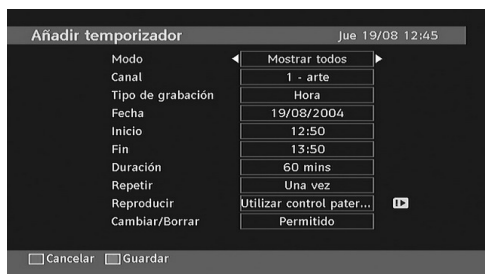 Añadir temporizador Jue 19/08 12:45
Modo Mostrar todos
Canal 1 - arte
Tipo de grabación Hora
Fecha 19/08/2004
Inicio 12:50
Fin 13:50
Duración 60 mins
Repetir Una vez
Reproducir Utilizar control pater...
Cambiar/Borrar Permitido
Cancelar Guardar